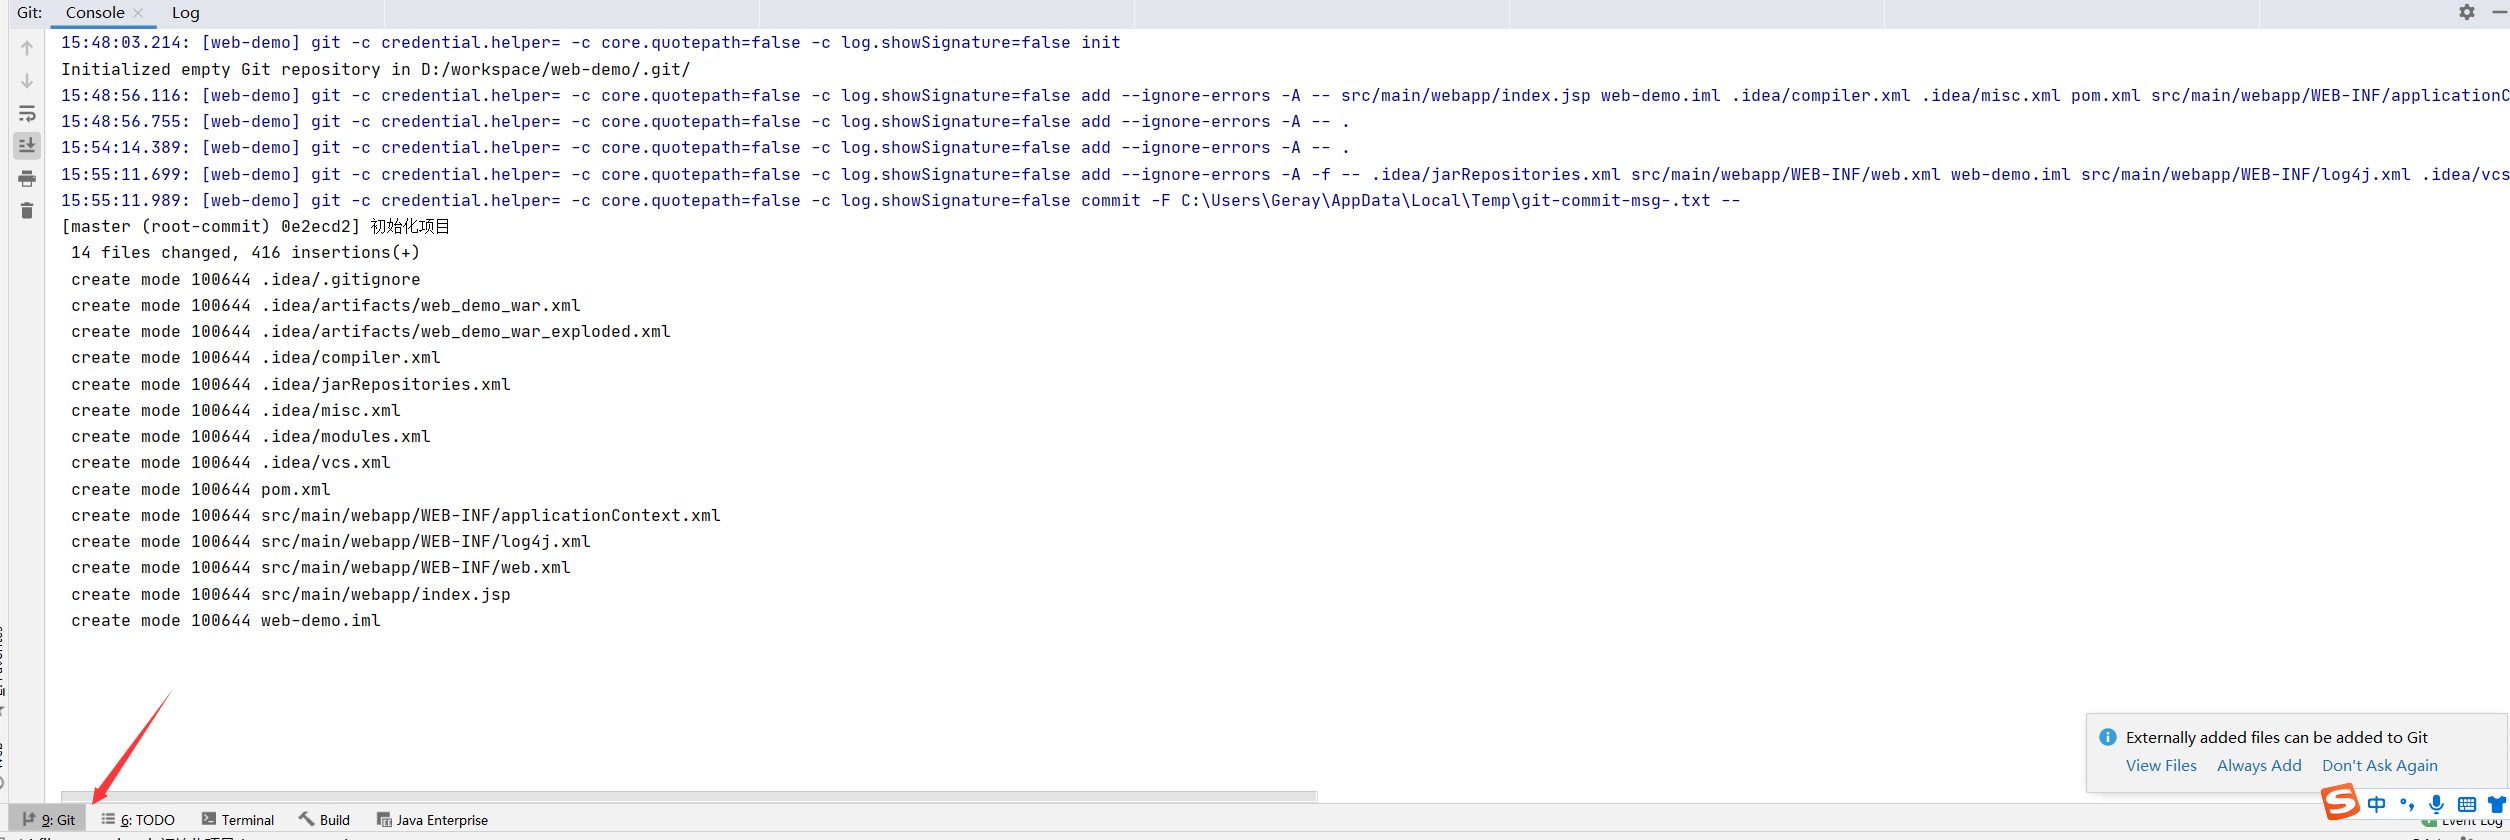 Git: Console Log
15:48:03.214: [web-demo] git -c credential.helper= -c core.quotepath=false -c log.showSignature=false init
Initialized empty Git repository in D:/workspace/web-demo/.git/
15:48:56.116: [web-demo] git -c credential.helper= -c core.quotepath=false -c log.showSignature=false add --ignore-errors -A -- src/main/webapp/index.jsp web-demo.iml .idea/compiler.xml .idea/misc.xml pom.xml src/main/webapp/WEB-INF/applicationC
15:48:56.755: [web-demo] git -c credential.helper= -c core.quotepath=false -c log.showSignature=false add --ignore-errors -A -- .
15:54:14.389: [web-demo] git -c credential.helper= -c core.quotepath=false -c log.showSignature=false add --ignore-errors -A -- .
15:55:11.699: [web-demo] git -c credential.helper= -c core.quotepath=false -c log.showSignature=false add --ignore-errors -A -f -- .idea/jarRepositories.xml src/main/webapp/WEB-INF/web.xml web-demo.iml src/main/webapp/WEB-INF/log4j.xml .idea/vcs
15:55:11.989: [web-demo] git -c credential.helper= -c core.quotepath=false -c log.showSignature=false commit -F C:\Users\Geray\AppData\Local\Temp\git-commit-msg-.txt --
[master (root-commit) 0e2ecd2] 初始化项目
14 files changed, 416 insertions(+)
create mode 100644 .idea/.gitignore
create mode 100644 .idea/artifacts/web_demo_war.xml
create mode 100644 .idea/artifacts/web_demo_war_exploded.xml
create mode 100644 .idea/compiler.xml
create mode 100644 .idea/jarRepositories.xml
create mode 100644 .idea/misc.xml
create mode 100644 .idea/modules.xml
create mode 100644 .idea/vcs.xml
create mode 100644 pom.xml
create mode 100644 src/main/webapp/WEB-INF/applicationContext.xml
create mode 100644 src/main/webapp/WEB-INF/log4j.xml
create mode 100644 src/main/webapp/WEB-INF/web.xml
create mode 100644 src/main/webapp/index.jsp
create mode 100644 web-demo.iml
Externally added files can be added to Git
View Files Always Add Don't Ask Again
中
9: Git 6: TODO Terminal Build Java Enterprise Event Log